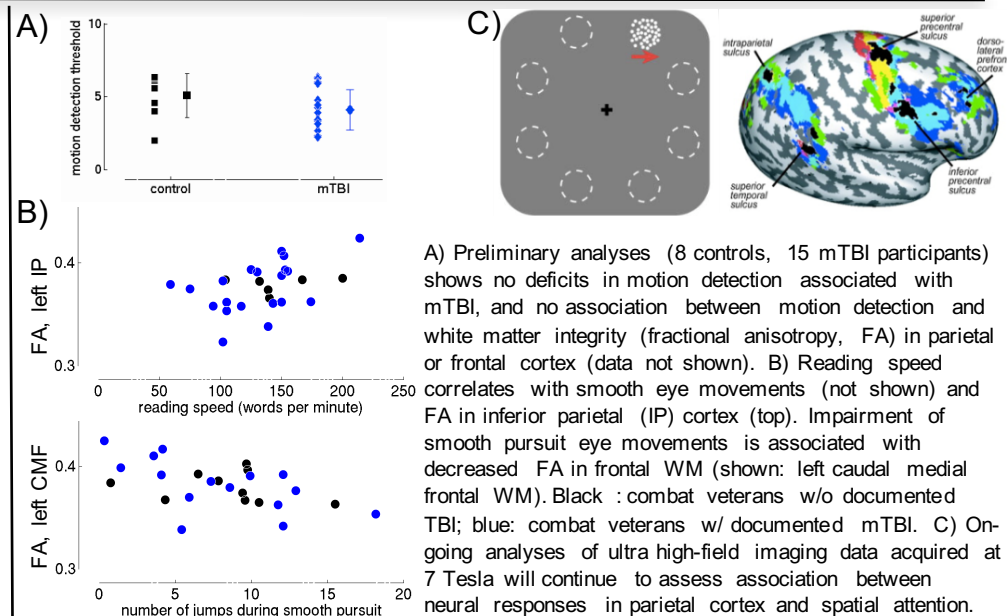 A)
motion detection threshold
10
5
0
control
mTBI
C)
intraparietal
sulcus
superior
precentral
sulcus
dorso-
lateral
prefron
cortex
superior
temporal
sulcus
inferior
precentral
sulcus
B)
FA, left IP
0.4
0.3
0
50
100
150
200
250
reading speed (words per minute)
FA, left CMF
0.4
0.3
5
10
15
20
number of jumps during smooth pursuit
A) Preliminary analyses (8 controls, 15 mTBI participants)
shows no deficits in motion detection associated with
mTBI, and no association between motion detection and
white matter integrity (fractional anisotropy, FA) in parietal
or frontal cortex (data not shown). B) Reading speed
correlates with smooth eye movements (not shown) and
FA in inferior parietal (IP) cortex (top). Impairment of
smooth pursuit eye movements is associated with
decreased FA in frontal WM (shown: left caudal medial
frontal WM). Black : combat veterans w/o documented
TBI; blue: combat veterans w/ documented mTBI. C) On-
going analyses of ultra high-field imaging data acquired at
7 Tesla will continue to assess association between
neural responses in parietal cortex and spatial attention.